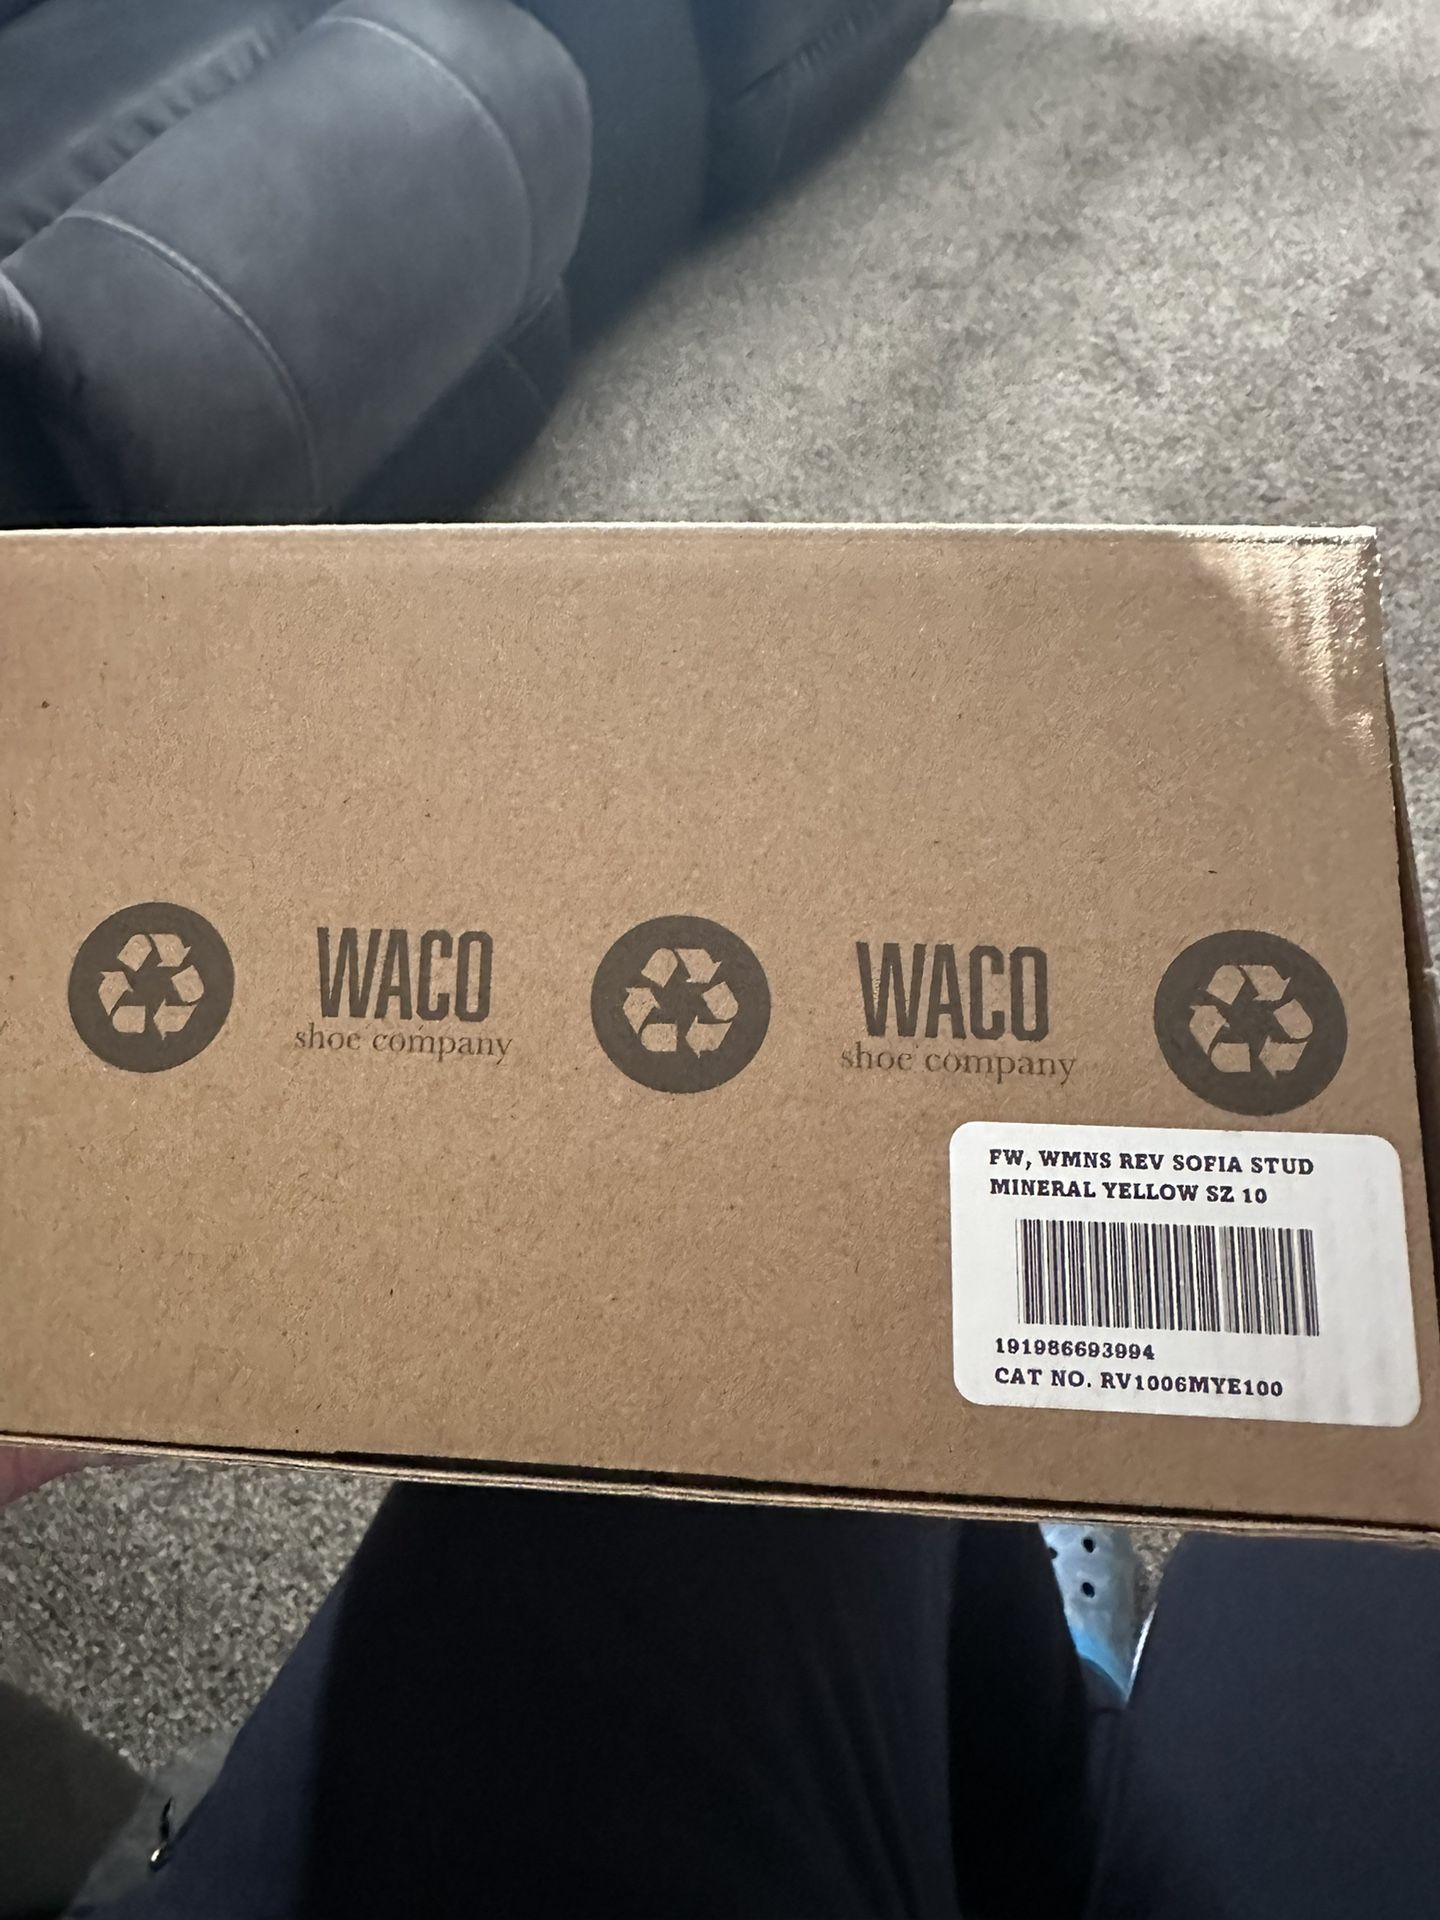 WACO
shoe company
WACO
shoe company
FW, WMNS REV SOFIA STUD
MINERAL YELLOW SZ 10
191986693994
CAT NO. RV1006MYE100